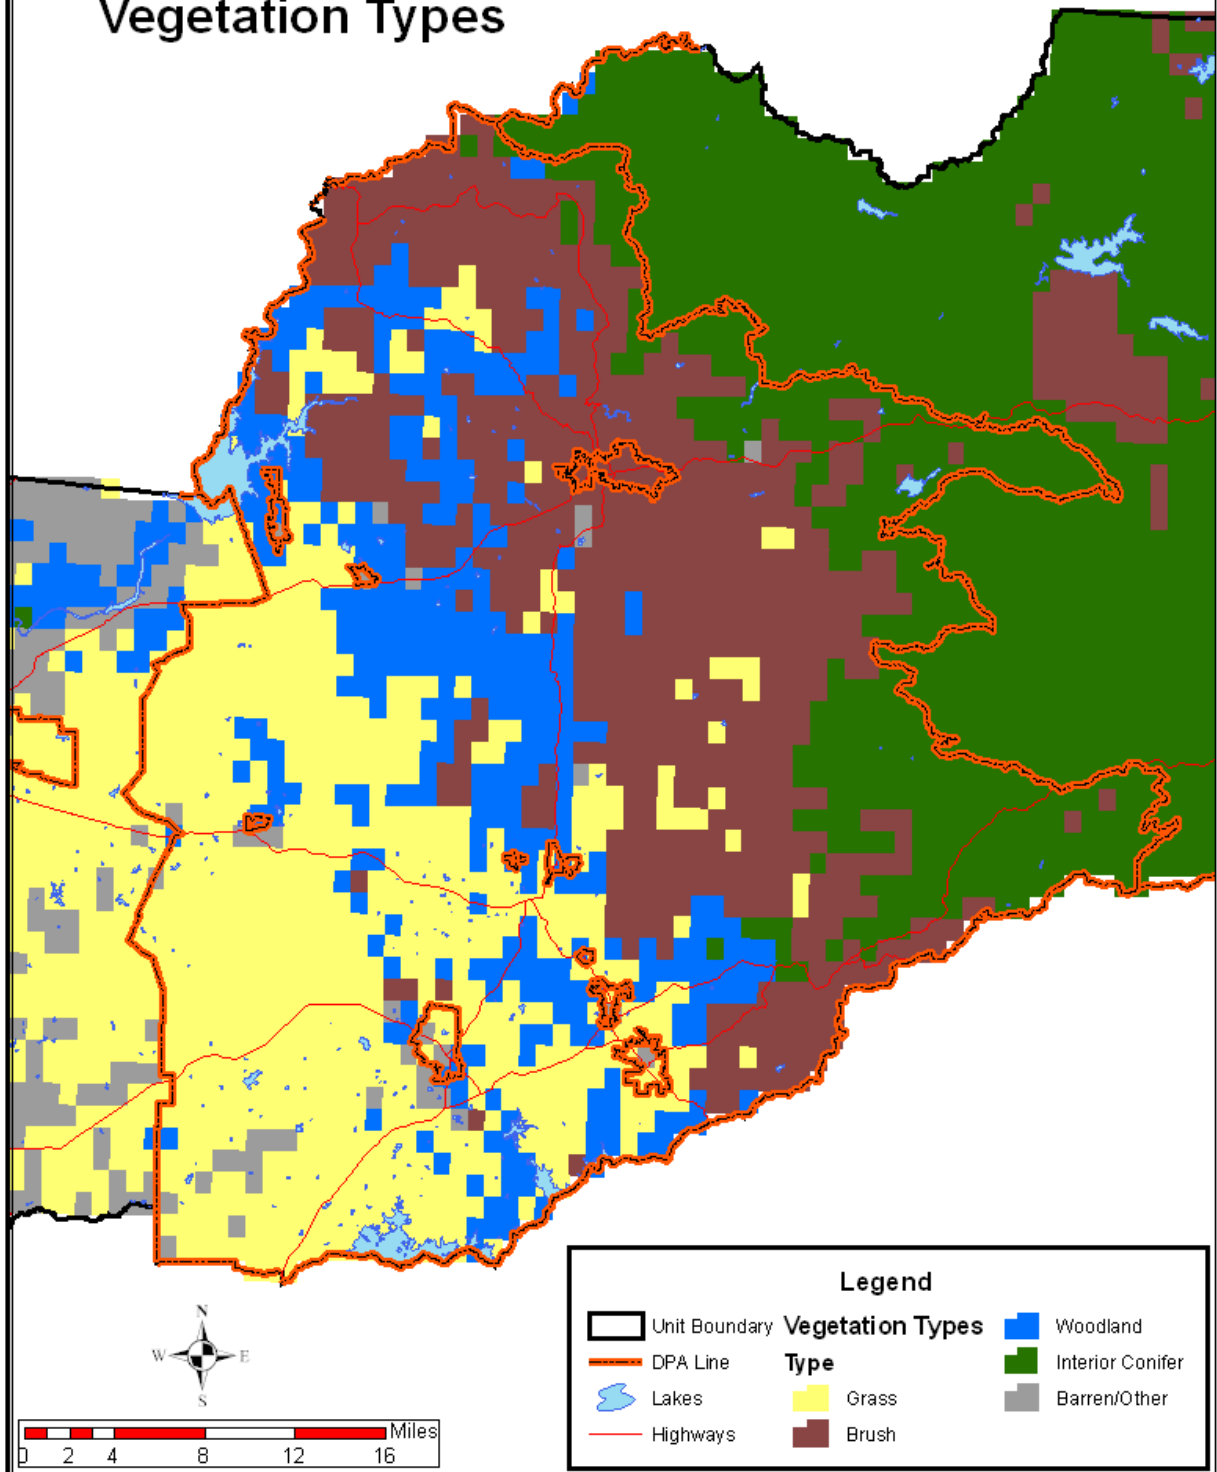 Vegetation Types
N
W E
S
Miles
0 2 4 8 12 16
Legend
Unit Boundary
DPA Line
Lakes
Highways
Vegetation Types
Type
Grass
Brush
Woodland
Interior Conifer
Barren/Other